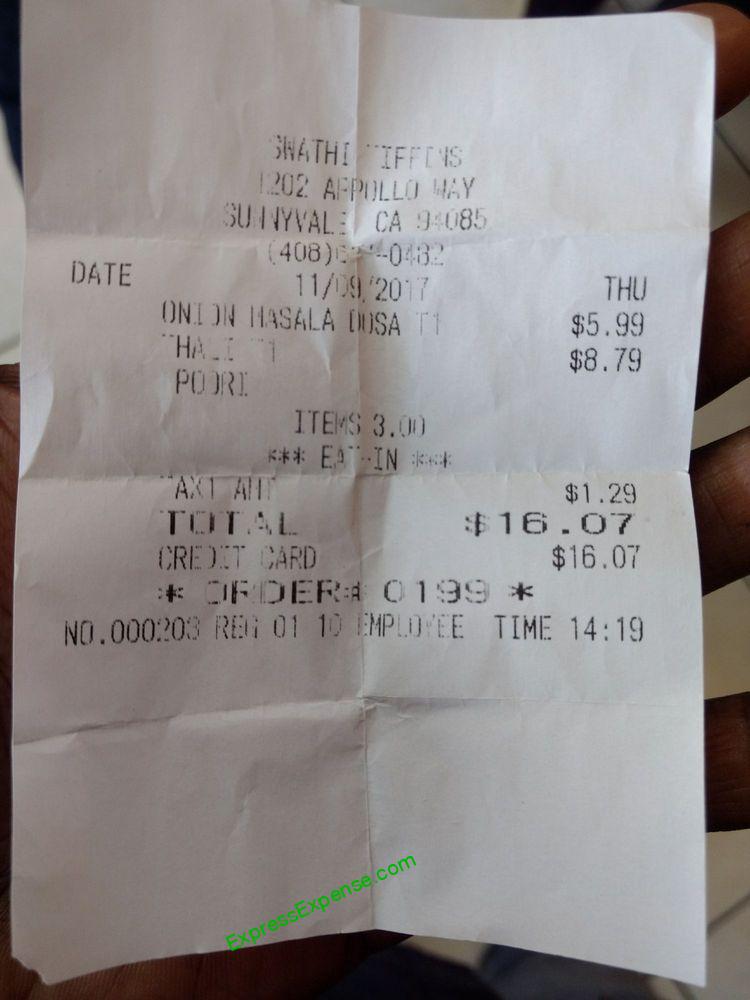 SWATHI TIFFINS
1202 APPOLLO WAY
SUNNYVALE CA 94085
(408) -0482
DATE 11/09/2017 THU
ONION MASALA DOSA T1 $5.99
THALI T1 $8.79
POORI
ITEMS 3.00
*** EAT-IN ***
TAX1 AMT $1.29
TOTAL $16.07
CREDIT CARD $16.07
* ORDER# 0199 *
NO.000203 REG 01 10 EMPLOYEE TIME 14:19
ExpressExpense.com